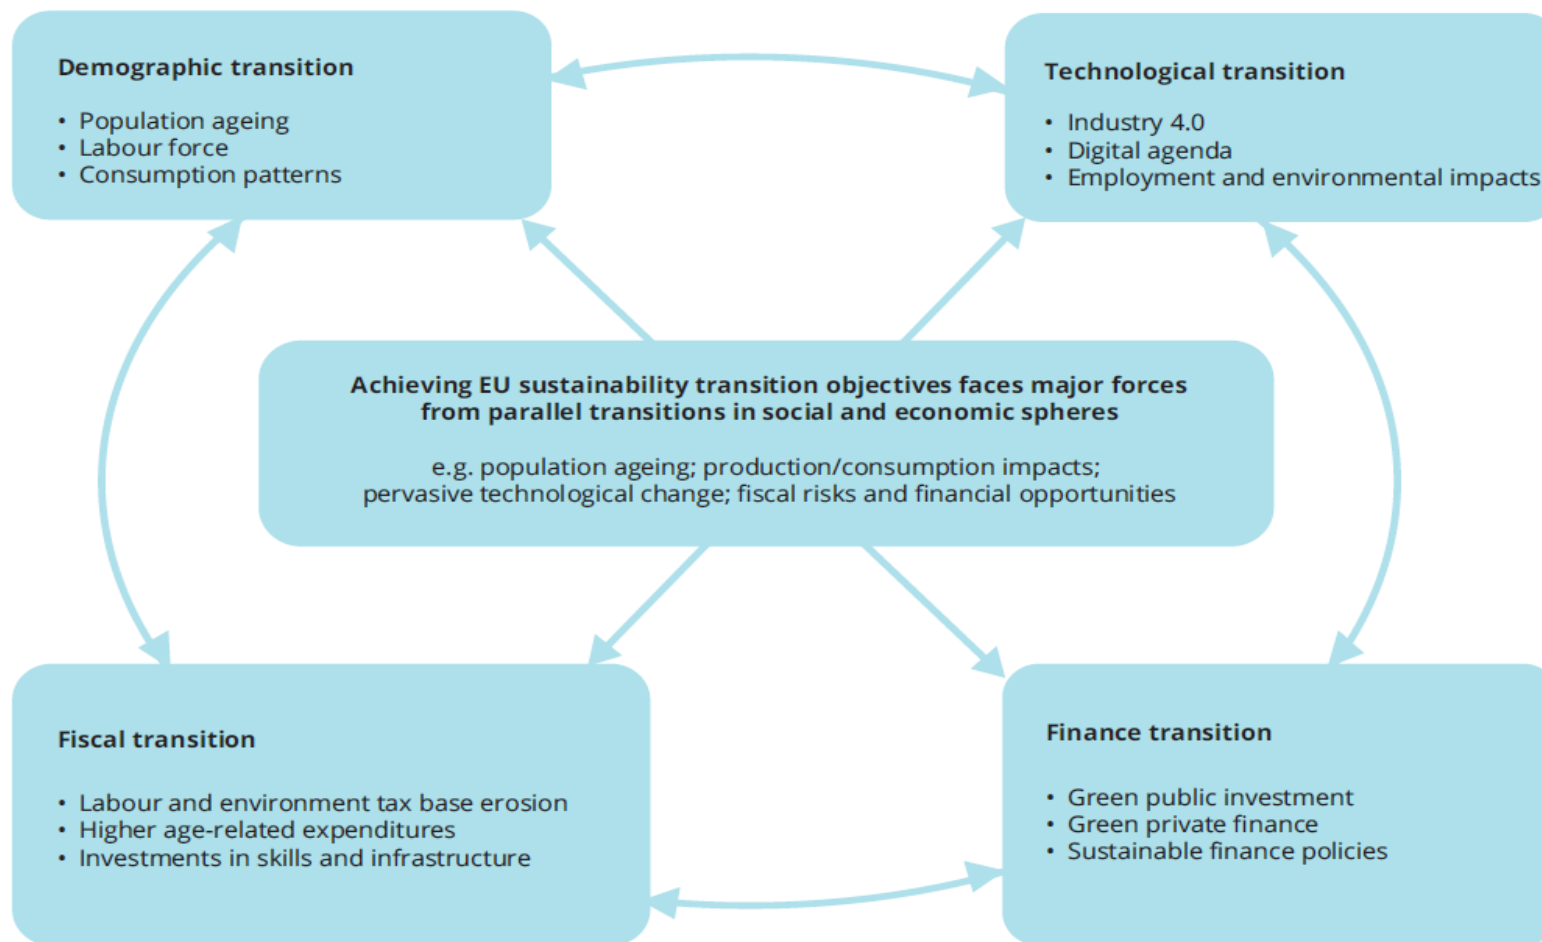 Demographic transition
• Population ageing
• Labour force
• Consumption patterns
Technological transition
• Industry 4.0
• Digital agenda
• Employment and environmental impacts
Achieving EU sustainability transition objectives faces major forces
from parallel transitions in social and economic spheres
e.g. population ageing; production/consumption impacts;
pervasive technological change; fiscal risks and financial opportunities
Fiscal transition
• Labour and environment tax base erosion
• Higher age-related expenditures
• Investments in skills and infrastructure
Finance transition
• Green public investment
• Green private finance
• Sustainable finance policies